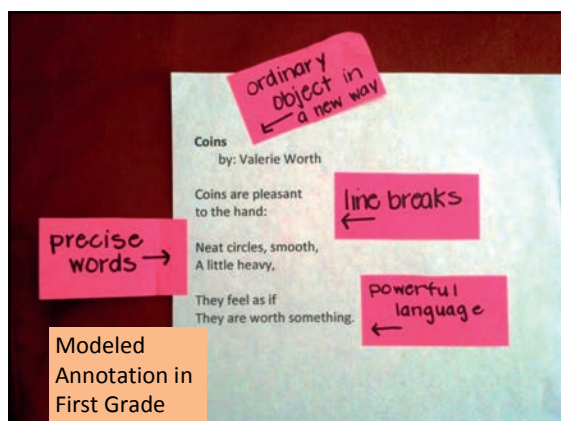 ordinary
object in
a new way
←
Coins
by: Valerie Worth
Coins are pleasant
to the hand:
line breaks
←
precise
words →
Neat circles, smooth,
A little heavy,
They feel as if
They are worth something.
powerful
language
←
Modeled
Annotation in
First Grade